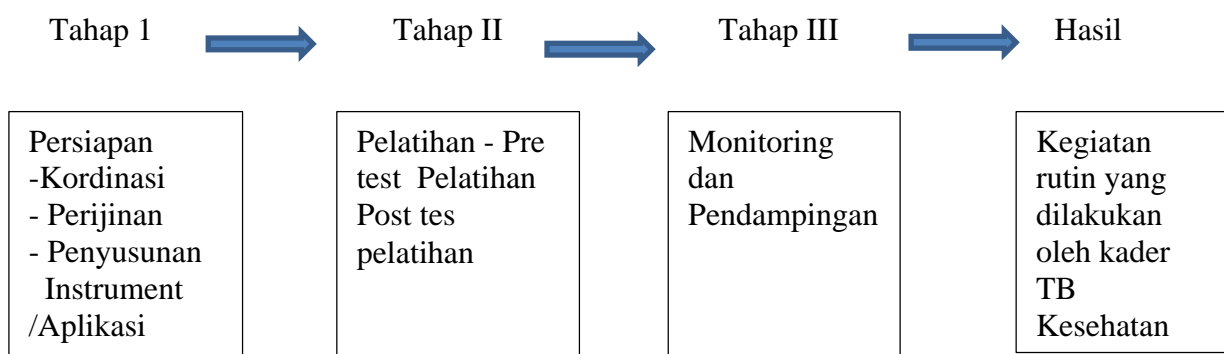 Tahap 1
Tahap II
Tahap III
Hasil
Persiapan
-Kordinasi
- Perijinan
- Penyusunan
Instrument
/Aplikasi
Pelatihan - Pre
test Pelatihan
Post tes
pelatihan
Monitoring
dan
Pendampingan
Kegiatan
rutin yang
dilakukan
oleh kader
TB
Kesehatan